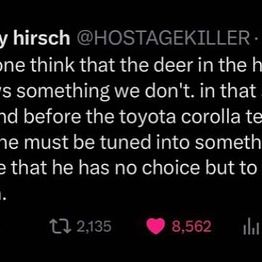 y hirsch @HOSTAGEKILLER ·
one think that the deer in the h
s something we don't. in that
nd before the toyota corolla te
he must be tuned into someth
e that he has no choice but to
.
2,135 8,562